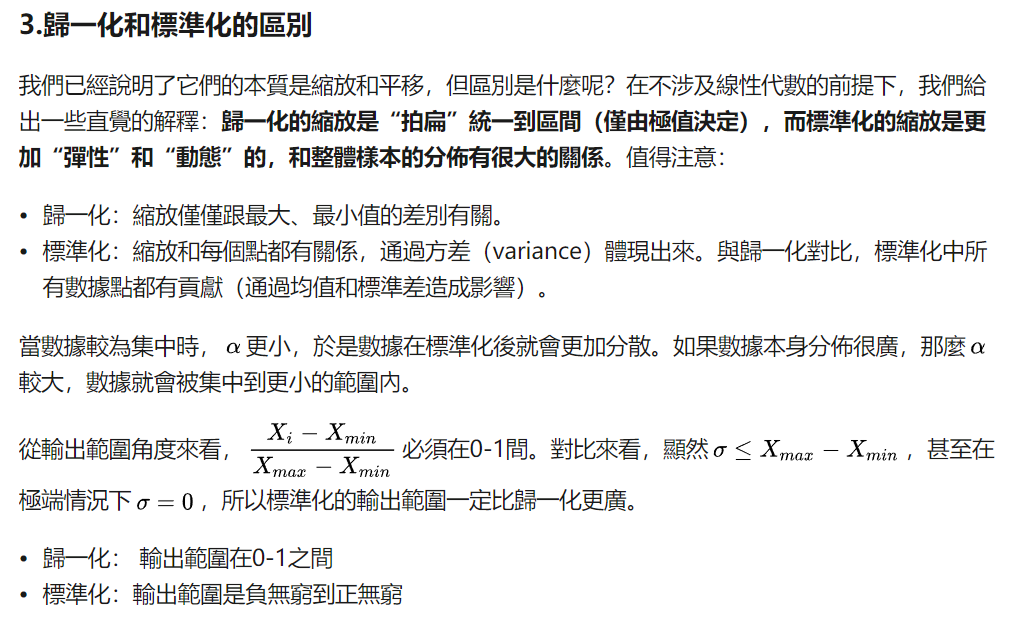 3.歸一化和標準化的區別
我們已經說明了它們的本質是縮放和平移，但區別是什麼呢？在不涉及線性代數的前提下，我們給
出一些直覺的解釋：歸一化的縮放是“拍扁”統一到區間（僅由極值決定），而標準化的縮放是更
加“彈性”和“動態”的，和整體樣本的分佈有很大的關係。值得注意：
• 歸一化：縮放僅僅跟最大、最小值的差別有關。
• 標準化：縮放和每個點都有關係，通過方差（variance）體現出來。與歸一化對比，標準化中所
有數據點都有貢獻（通過均值和標準差造成影響）。
當數據較為集中時，α 更小，於是數據在標準化後就會更加分散。如果數據本身分佈很廣，那麼 α
較大，數據就會被集中到更小的範圍內。
從輸出範圍角度來看，\frac{X_i - X_{min}}{X_{max} - X_{min}} 必須在0-1間。對比來看，顯然 σ ≤ X_{max} - X_{min} ，甚至在
極端情況下 σ = 0 ，所以標準化的輸出範圍一定比歸一化更廣。
• 歸一化： 輸出範圍在0-1之間
• 標準化：輸出範圍是負無窮到正無窮